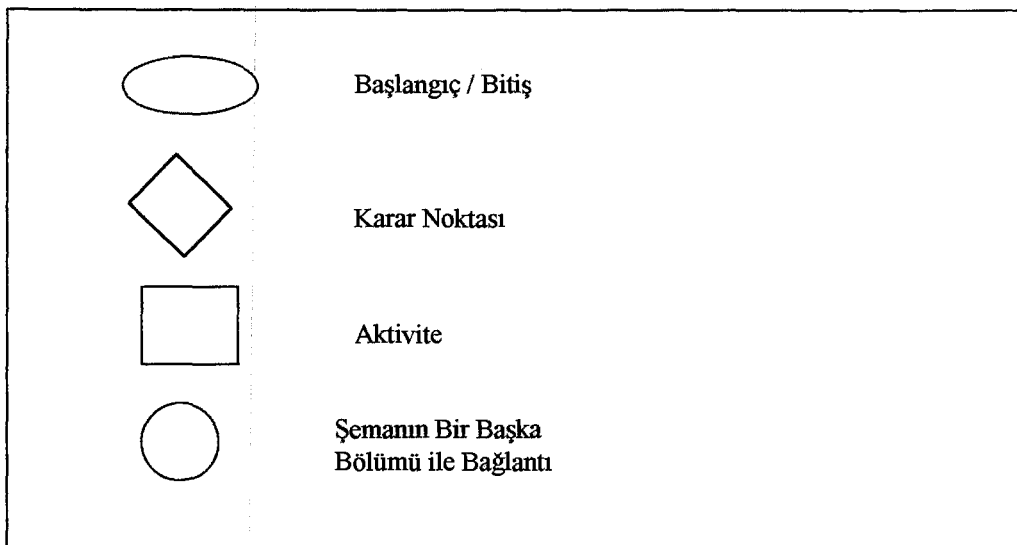 Başlangıç / Bitiş
Karar Noktası
Aktivite
Şemanın Bir Başka
Bölümü ile Bağlantı